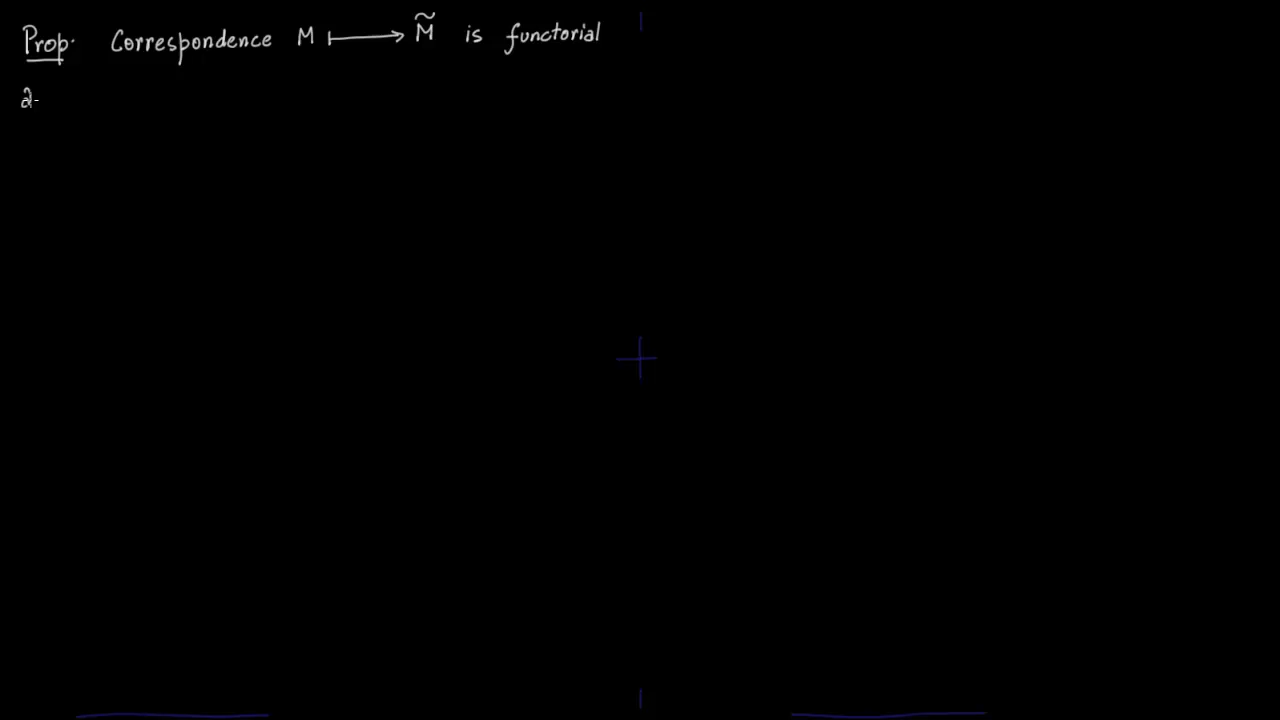 Prop. Correspondence M ⟼ M̃ is functorial